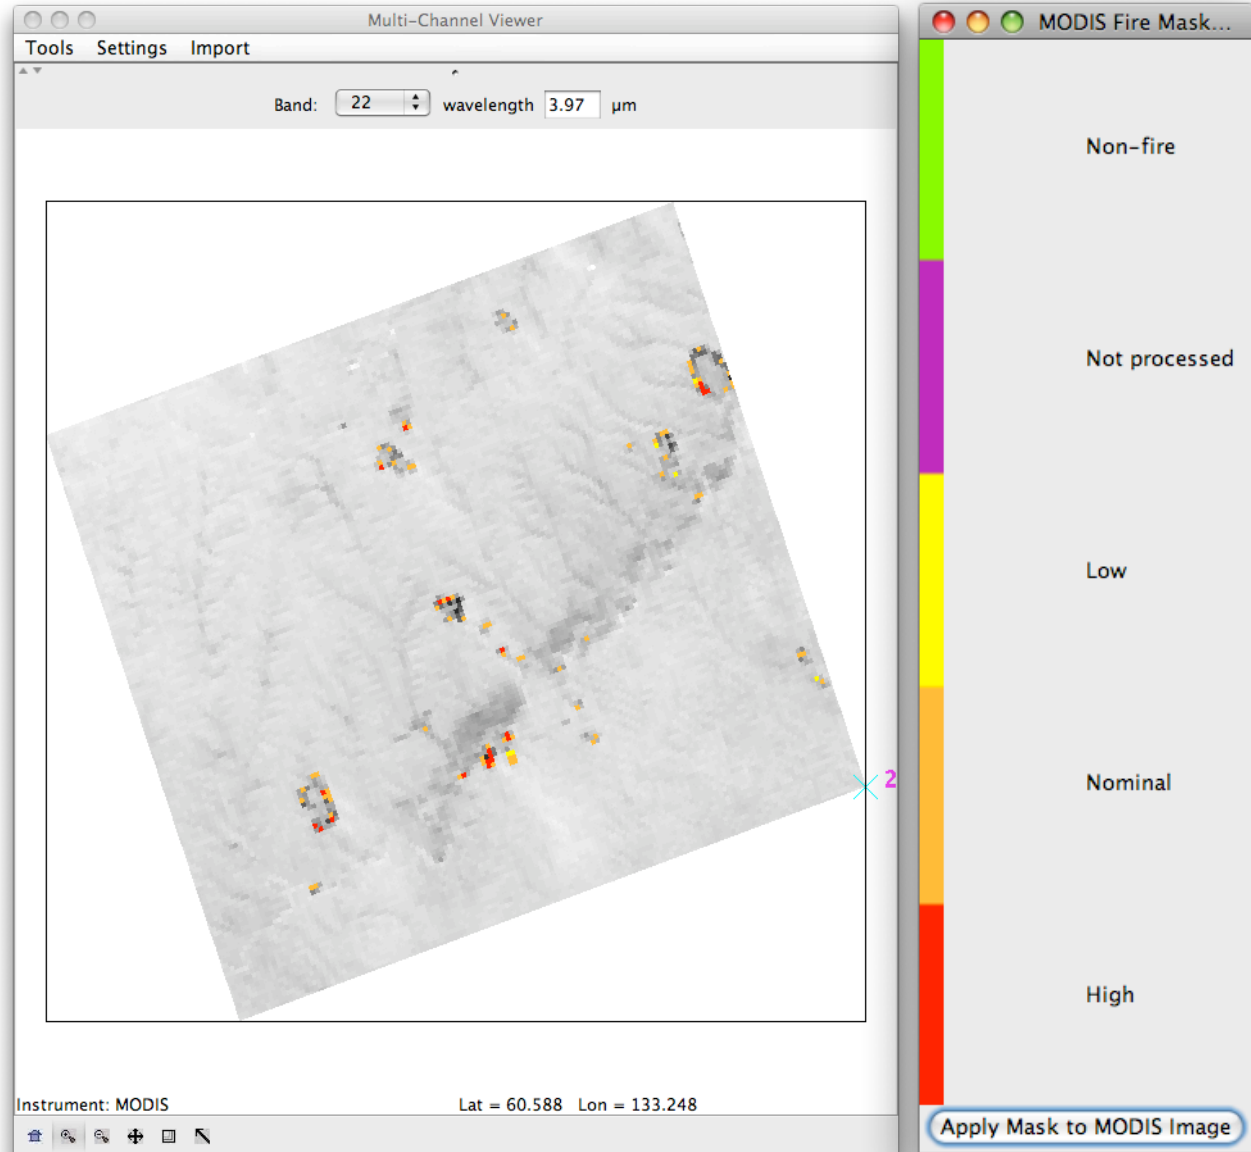 Multi-Channel Viewer
Tools Settings Import
Band: 22 wavelength 3.97 µm
2
Instrument: MODIS Lat = 60.588 Lon = 133.248
MODIS Fire Mask...
Non-fire
Not processed
Low
Nominal
High
Apply Mask to MODIS Image